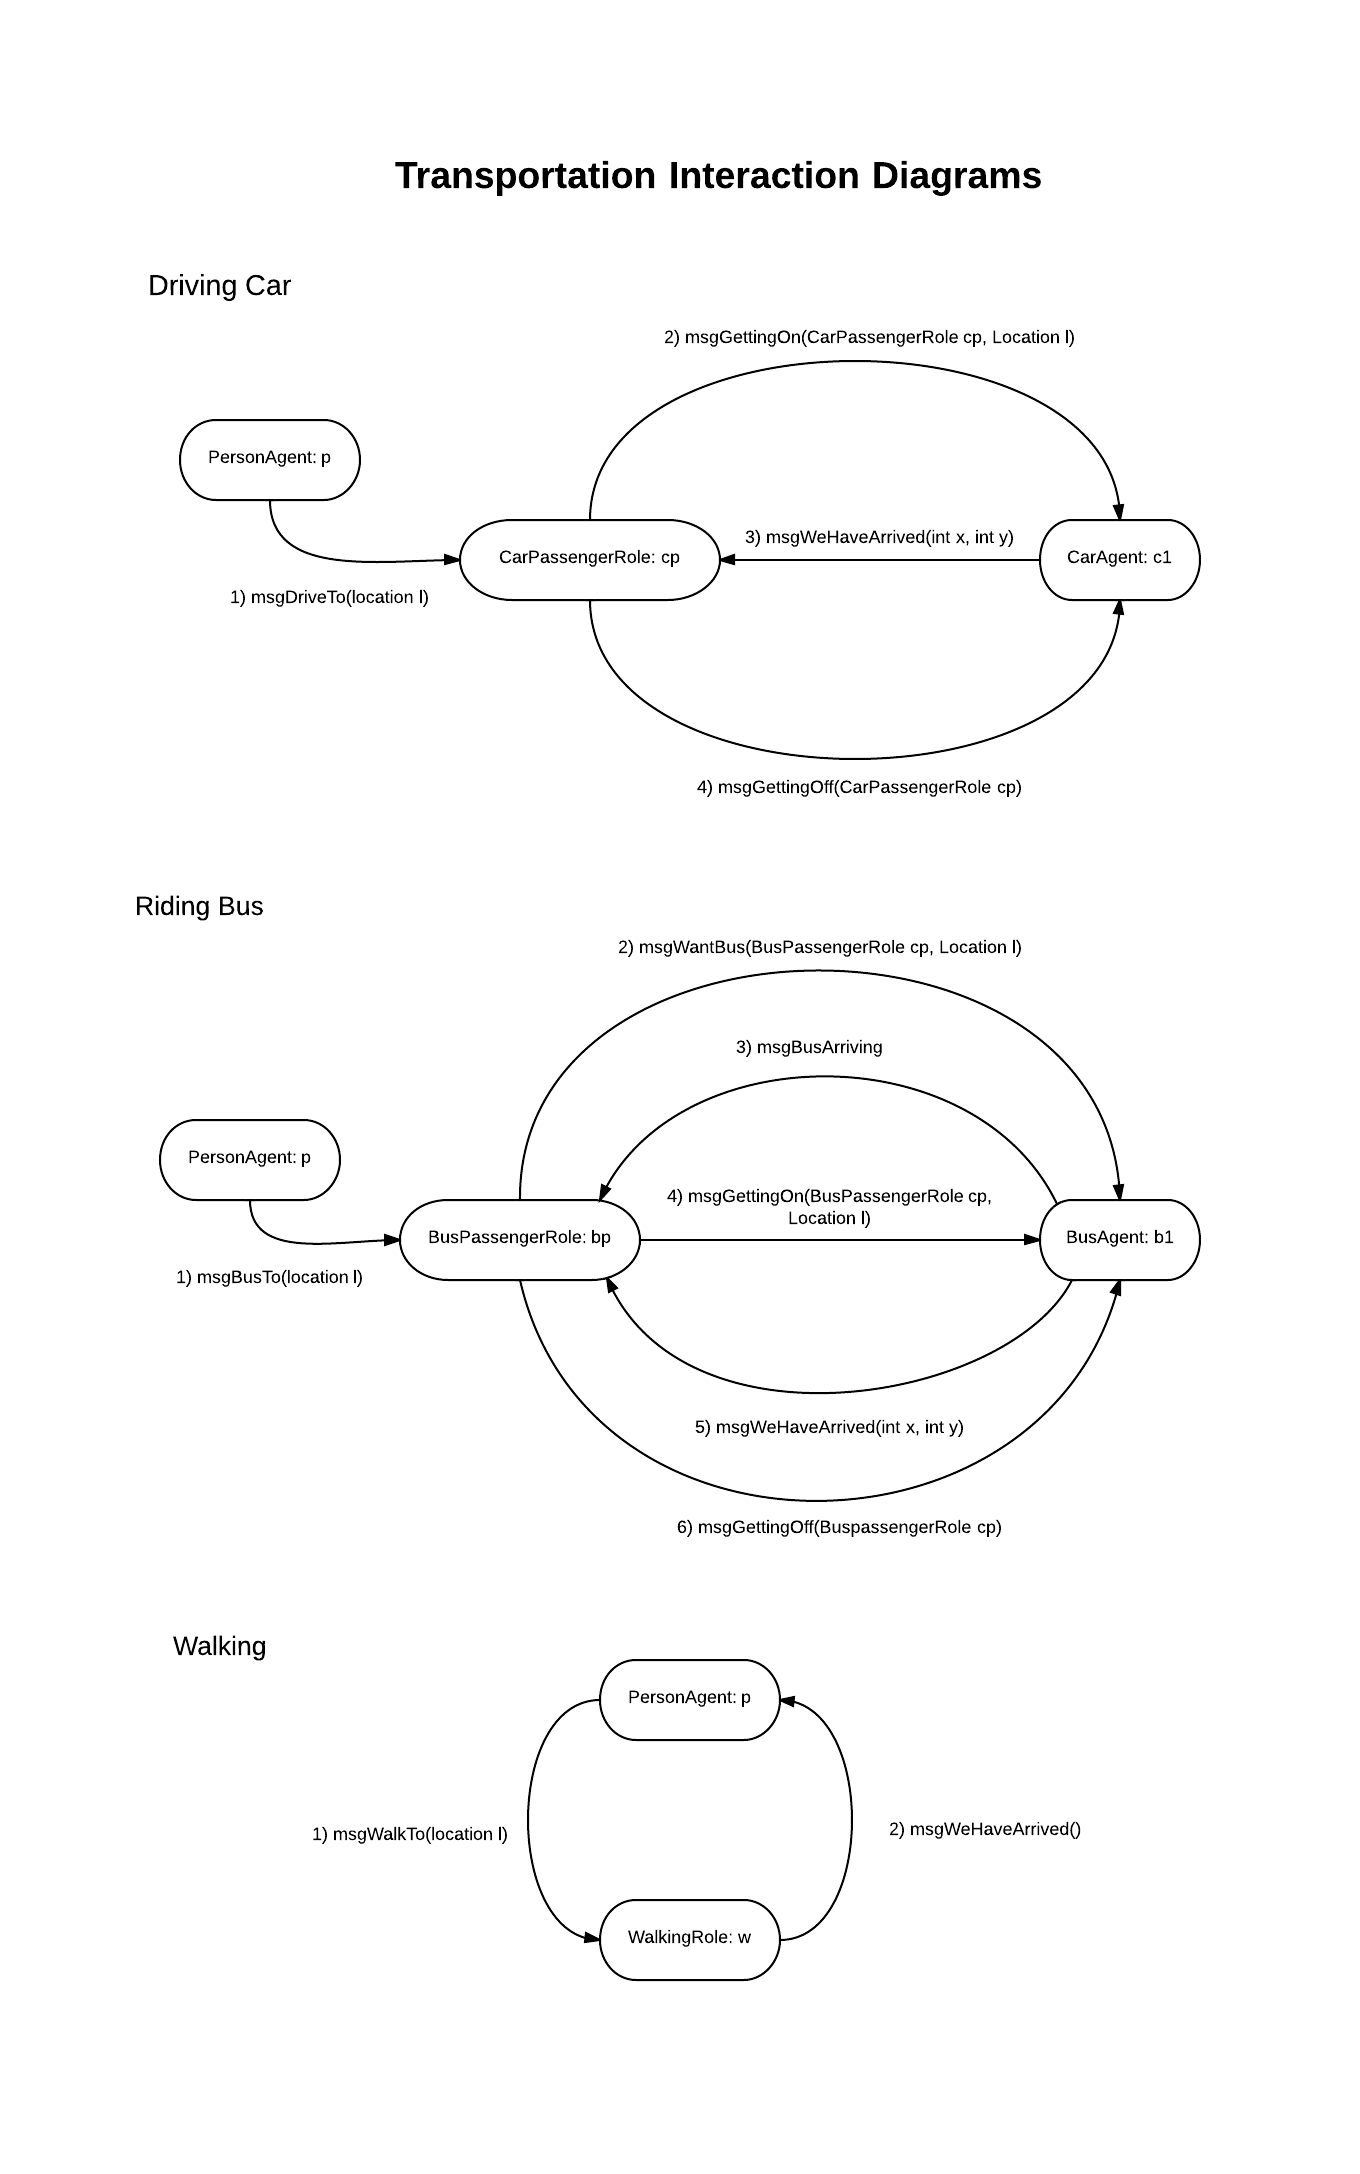 Transportation Interaction Diagrams
Driving Car
2) msgGettingOn(CarPassengerRole cp, Location l)
PersonAgent: p
3) msgWeHaveArrived(int x, int y)
CarPassengerRole: cp
CarAgent: c1
1) msgDriveTo(location l)
4) msgGettingOff(CarPassengerRole cp)
Riding Bus
2) msgWantBus(BusPassengerRole cp, Location l)
3) msgBusArriving
PersonAgent: p
4) msgGettingOn(BusPassengerRole cp,
Location l)
BusPassengerRole: bp
BusAgent: b1
1) msgBusTo(location l)
5) msgWeHaveArrived(int x, int y)
6) msgGettingOff(BuspassengerRole cp)
Walking
PersonAgent: p
1) msgWalkTo(location l)
2) msgWeHaveArrived()
WalkingRole: w